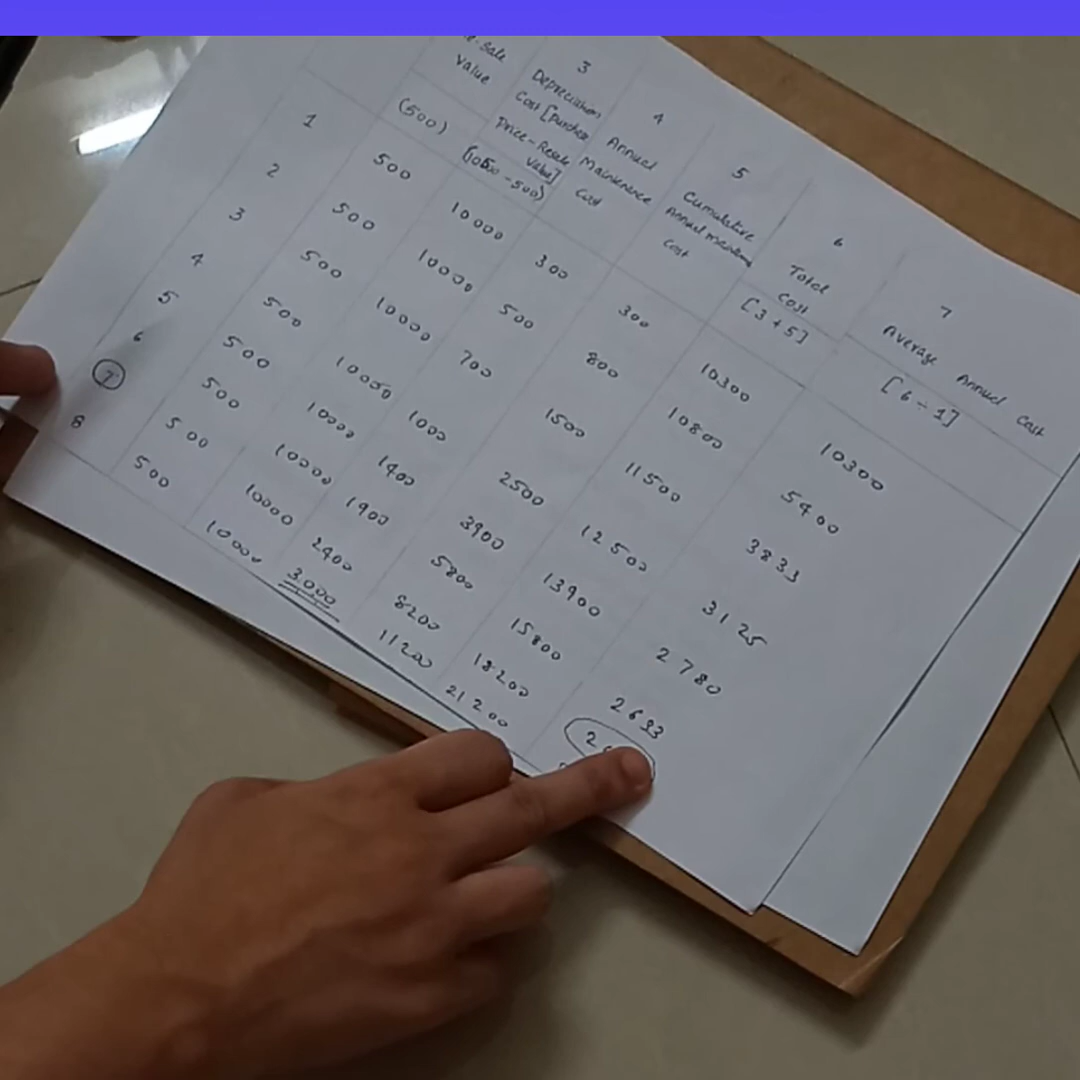 Value
(500)
3
Depreciation
Cost [Purchase
Price - Resale
Value]
(10500 - 500)
4
Annual
Maintenance
Cost
5
Cumulative
Annual
Cost
6
Total
Cost
[3 + 5]
7
Average Annual Cost
[6 ÷ 1]
1 500 10000 300 300 10300 10300
2 500 10000 500 800 10800 5400
3 500 10000 700 1500 11500 3833
4 500 10000 1000 2500 12500 3125
5 500 10000 1400 3900 13900 2780
6 500 10000 1900 5800 15800 2633
7 500 10000 2400 8200 18200
8 500 10000 3000 11200 21200